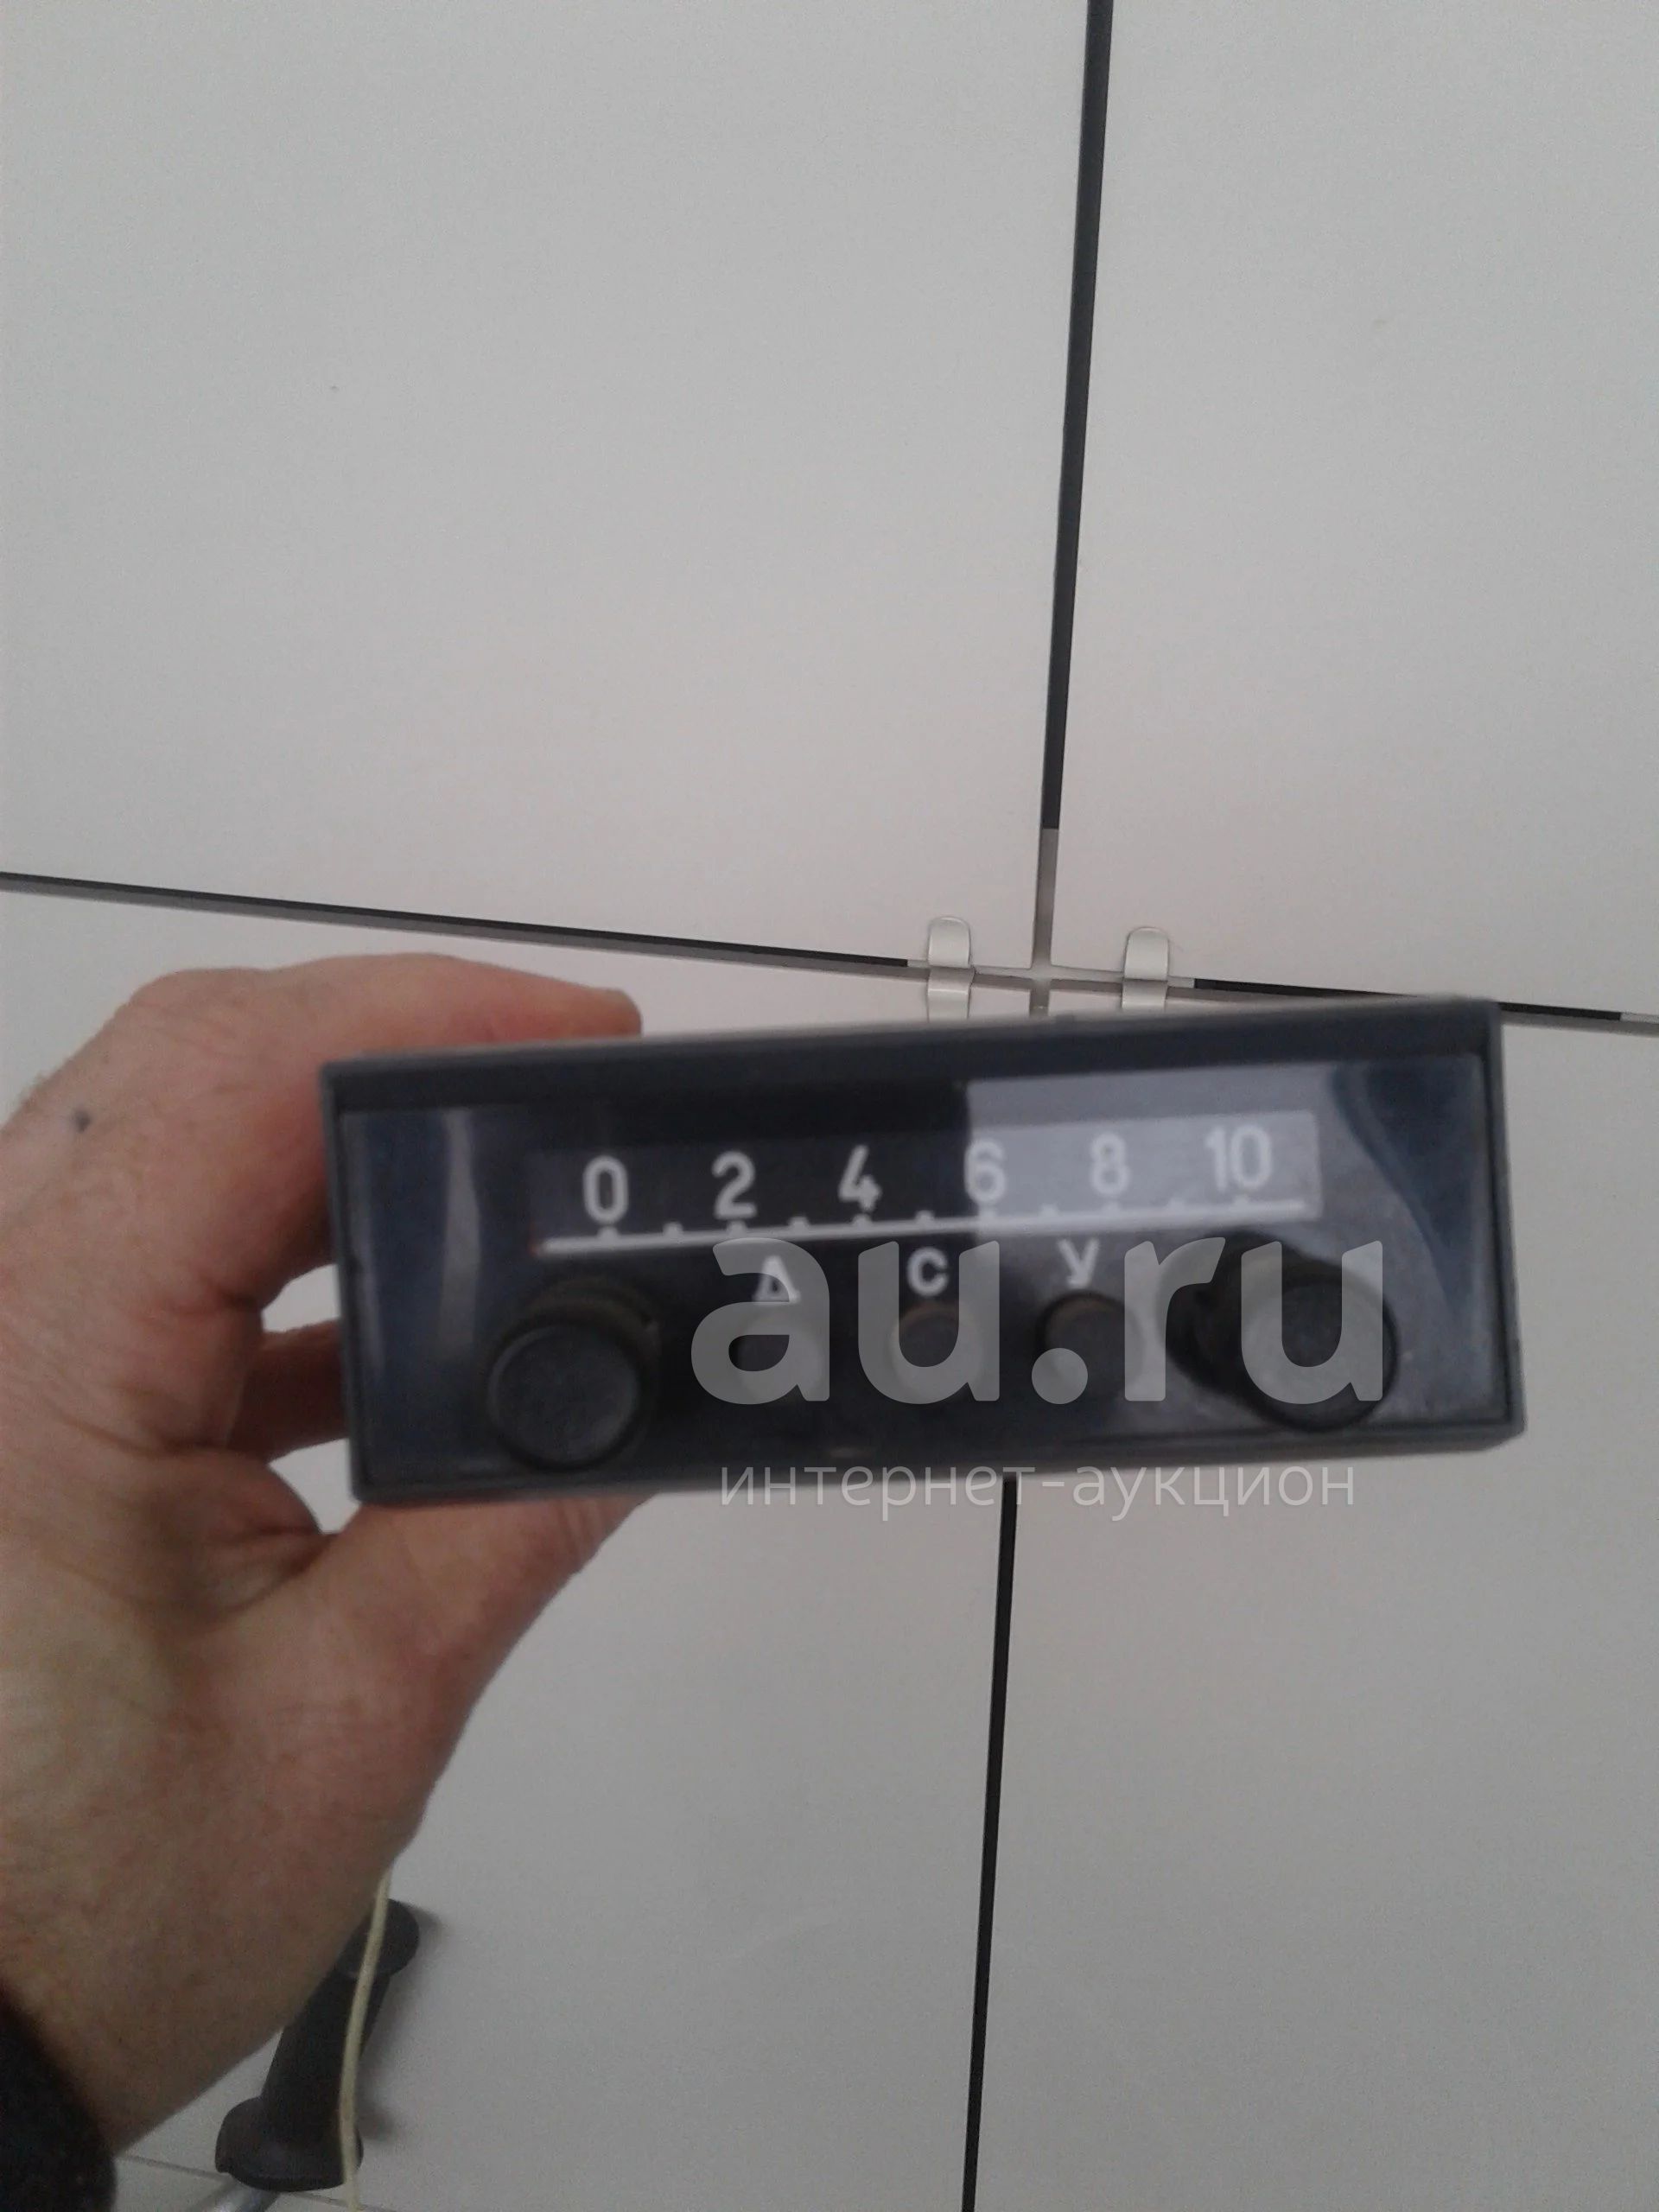 0 2 4 6 8 10
Д С У
au.ru
интернет-аукцион